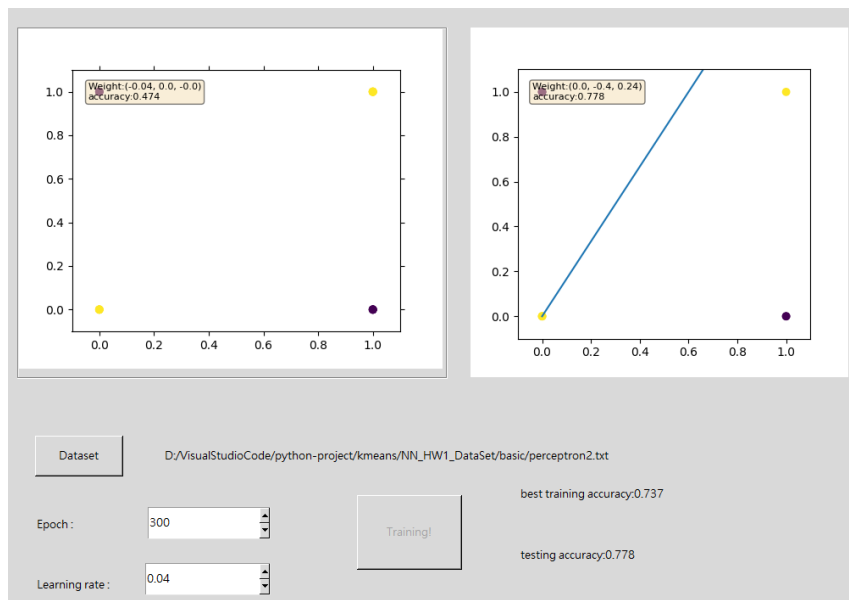 Weight:(-0.04, 0.0, -0.0)
accuracy:0.474
1.0
0.8
0.6
0.4
0.2
0.0
0.0 0.2 0.4 0.6 0.8 1.0
Weight:(0.0, -0.4, 0.24)
accuracy:0.778
1.0
0.8
0.6
0.4
0.2
0.0
0.0 0.2 0.4 0.6 0.8 1.0
Dataset
D:/VisualStudioCode/python-project/kmeans/NN_HW1_DataSet/basic/perceptron2.txt
Epoch :
300
Training!
best training accuracy:0.737
testing accuracy:0.778
Learning rate :
0.04